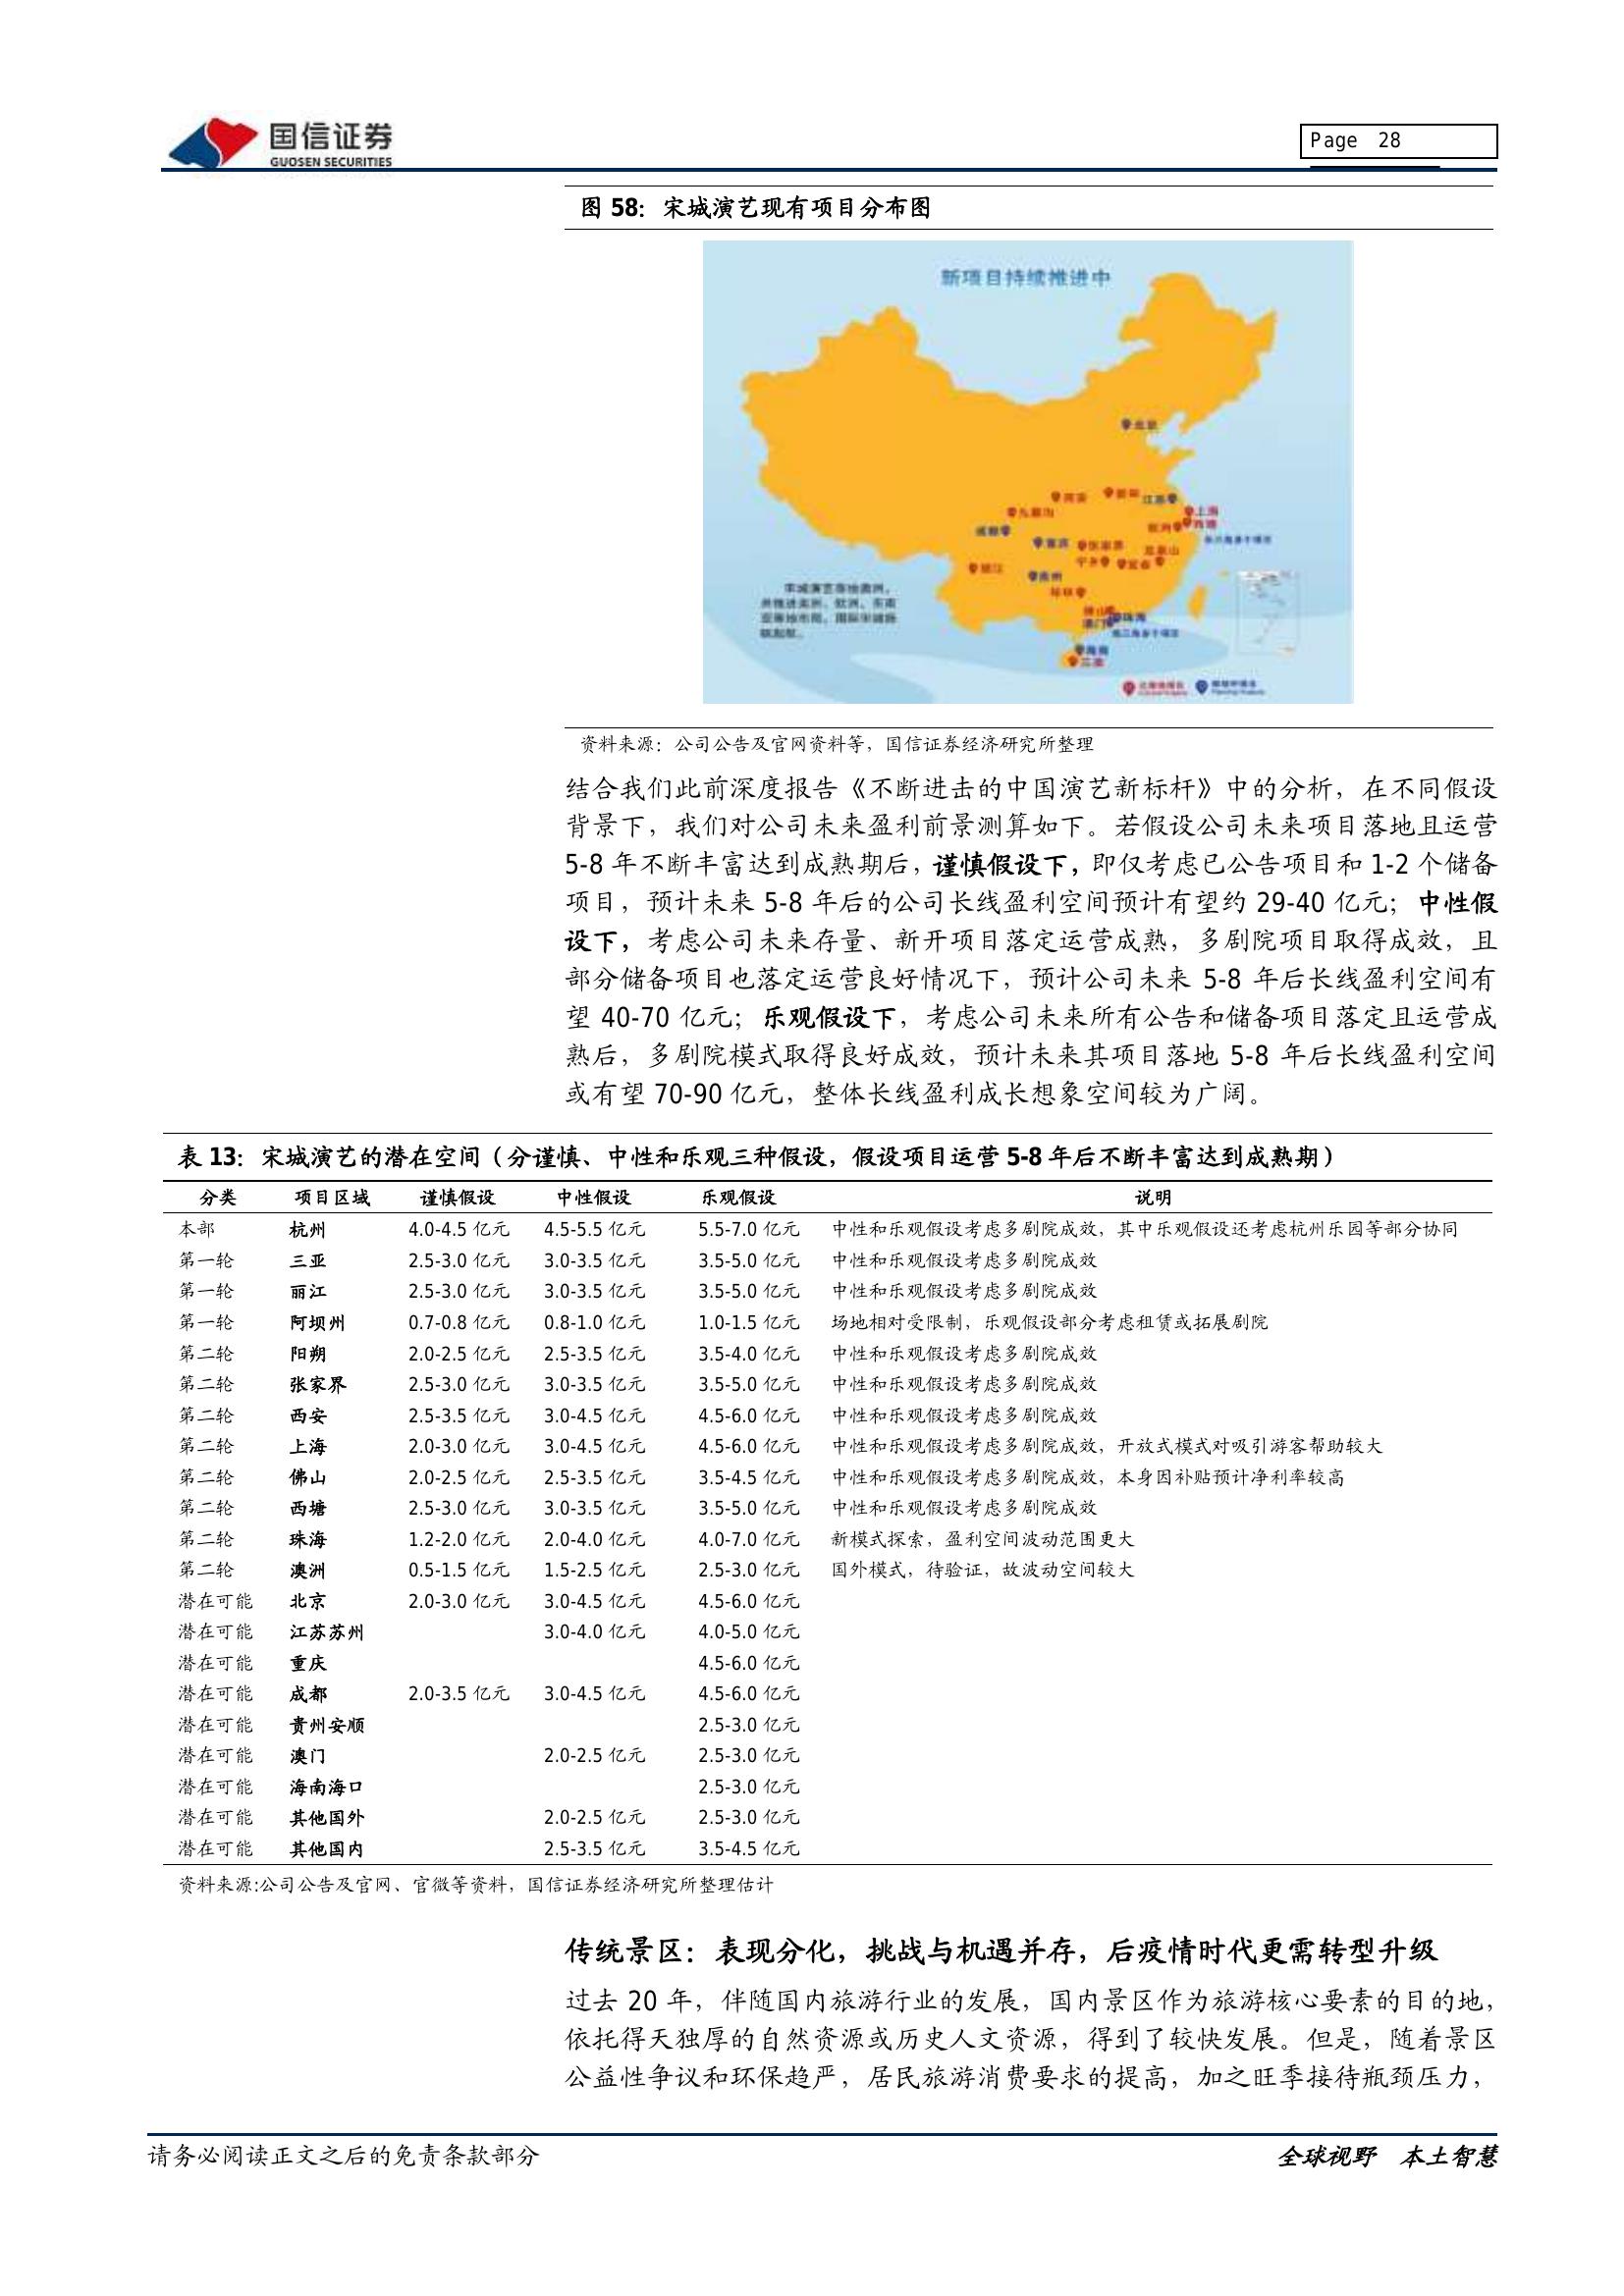 国信证券
GUOSEN SECURITIES
Page 28
图 58：宋城演艺现有项目分布图
新项目持续推进中
北京
九寨沟
上海
张家界
丽江
贵州
珠海
澳门
海南
三亚
资料来源：公司公告及官网资料等，国信证券经济研究所整理
结合我们此前深度报告《不断进击的中国演艺新标杆》中的分析，在不同假设
背景下，我们对公司未来盈利前景测算如下。若假设公司未来项目落地且运营
5-8 年不断丰富达到成熟期后，谨慎假设下，即仅考虑已公告项目和 1-2 个储备
项目，预计未来 5-8 年后的公司长线盈利空间预计有望约 29-40 亿元；中性假
设下，考虑公司未来存量、新开项目落定运营成熟，多剧院项目取得成效，且
部分储备项目也落定运营良好情况下，预计公司未来 5-8 年后长线盈利空间有
望 40-70 亿元；乐观假设下，考虑公司未来所有公告和储备项目落定且运营成
熟后，多剧院模式取得良好成效，预计未来其项目落地 5-8 年后长线盈利空间
或有望 70-90 亿元，整体长线盈利成长想象空间较为广阔。
表 13：宋城演艺的潜在空间（分谨慎、中性和乐观三种假设，假设项目运营 5-8 年后不断丰富达到成熟期）
分类 项目区域 谨慎假设 中性假设 乐观假设 说明
本部 杭州 4.0-4.5 亿元 4.5-5.5 亿元 5.5-7.0 亿元 中性和乐观假设考虑多剧院成效，其中乐观假设还考虑杭州乐园等部分协同
第一轮 三亚 2.5-3.0 亿元 3.0-3.5 亿元 3.5-5.0 亿元 中性和乐观假设考虑多剧院成效
第一轮 丽江 2.5-3.0 亿元 3.0-3.5 亿元 3.5-5.0 亿元 中性和乐观假设考虑多剧院成效
第一轮 阿坝州 0.7-0.8 亿元 0.8-1.0 亿元 1.0-1.5 亿元 场地相对受限制，乐观假设部分考虑租赁或拓展剧院
第二轮 阳朔 2.0-2.5 亿元 2.5-3.5 亿元 3.5-4.0 亿元 中性和乐观假设考虑多剧院成效
第二轮 张家界 2.5-3.0 亿元 3.0-3.5 亿元 3.5-5.0 亿元 中性和乐观假设考虑多剧院成效
第二轮 西安 2.5-3.5 亿元 3.0-4.5 亿元 4.5-6.0 亿元 中性和乐观假设考虑多剧院成效
第二轮 上海 2.0-3.0 亿元 3.0-4.5 亿元 4.5-6.0 亿元 中性和乐观假设考虑多剧院成效，开放式模式对吸引游客帮助较大
第二轮 佛山 2.0-2.5 亿元 2.5-3.5 亿元 3.5-4.5 亿元 中性和乐观假设考虑多剧院成效，本身因补贴预计净利率较高
第二轮 西塘 2.5-3.0 亿元 3.0-3.5 亿元 3.5-5.0 亿元 中性和乐观假设考虑多剧院成效
第二轮 珠海 1.2-2.0 亿元 2.0-4.0 亿元 4.0-7.0 亿元 新模式探索，盈利空间波动范围更大
第二轮 澳洲 0.5-1.5 亿元 1.5-2.5 亿元 2.5-3.0 亿元 国外模式，待验证，故波动空间较大
潜在可能 北京 2.0-3.0 亿元 3.0-4.5 亿元 4.5-6.0 亿元
潜在可能 江苏苏州 3.0-4.0 亿元 4.0-5.0 亿元
潜在可能 重庆 4.5-6.0 亿元
潜在可能 成都 2.0-3.5 亿元 3.0-4.5 亿元 4.5-6.0 亿元
潜在可能 贵州安顺 2.5-3.0 亿元
潜在可能 澳门 2.0-2.5 亿元 2.5-3.0 亿元
潜在可能 海南海口 2.5-3.0 亿元
潜在可能 其他国外 2.0-2.5 亿元 2.5-3.0 亿元
潜在可能 其他国内 2.5-3.5 亿元 3.5-4.5 亿元
资料来源:公司公告及官网、官微等资料，国信证券经济研究所整理估计
传统景区：表现分化，挑战与机遇并存，后疫情时代更需转型升级
过去 20 年，伴随国内旅游行业的发展，国内景区作为旅游核心要素的目的地，
依托得天独厚的自然资源或历史人文资源，得到了较快发展。但是，随着景区
公益性争议和环保趋严，居民旅游消费要求的提高，加之旺季接待瓶颈压力，
请务必阅读正文之后的免责条款部分
全球视野 本土智慧